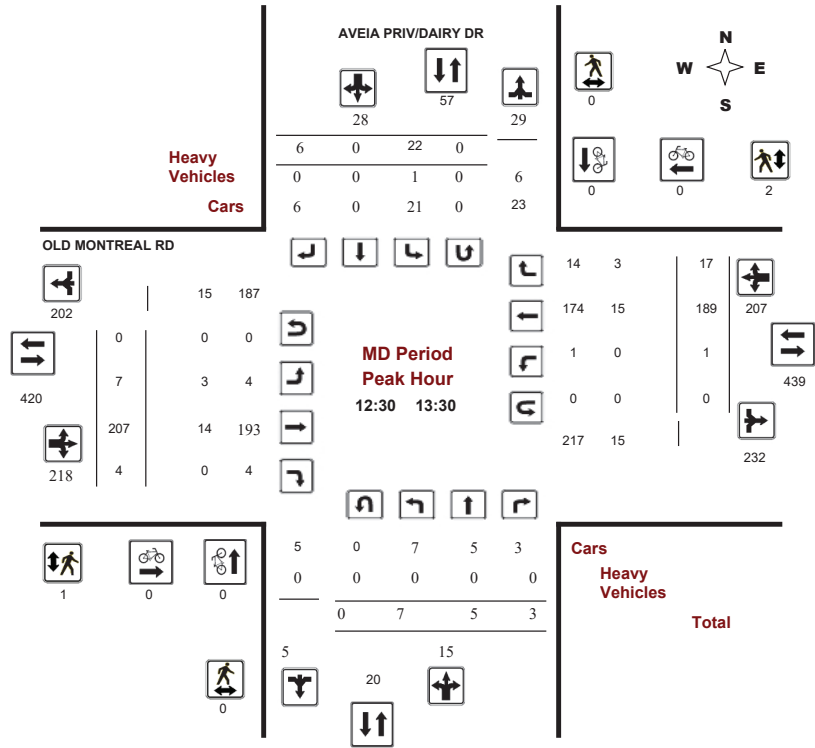 AVEIA PRIV/DAIRY DR
N
W E
S
57
0
28 29
6 0 22 0
Heavy
Vehicles
0 0 1 0 6
Cars
6 0 21 0 23
0 0 2
OLD MONTREAL RD
202
15 187
14 3 17
207
0 0 0
174 15 189
420
7 3 4
MD Period
Peak Hour
12:30 13:30
1 0 1
439
207 14 193
0 0 0
218
4 0 4
217 15
232
5 0 7 5 3
Cars
0 0 0 0 0
Heavy
Vehicles
1 0 0
0 7 5 3
Total
5 15
20
0